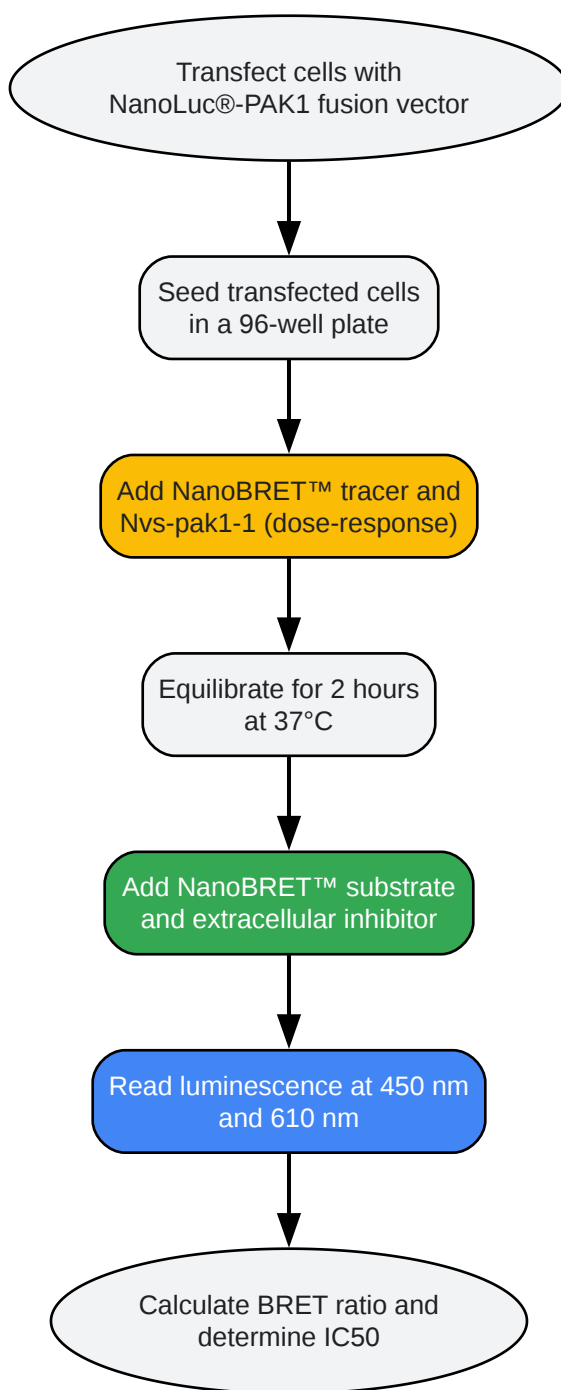 Transfect cells with
NanoLuc®-PAK1 fusion vector
Seed transfected cells
in a 96-well plate
Add NanoBRET™ tracer and
Nvs-pak1-1 (dose-response)
Equilibrate for 2 hours
at 37°C
Add NanoBRET™ substrate
and extracellular inhibitor
Read luminescence at 450 nm
and 610 nm
Calculate BRET ratio and
determine IC50